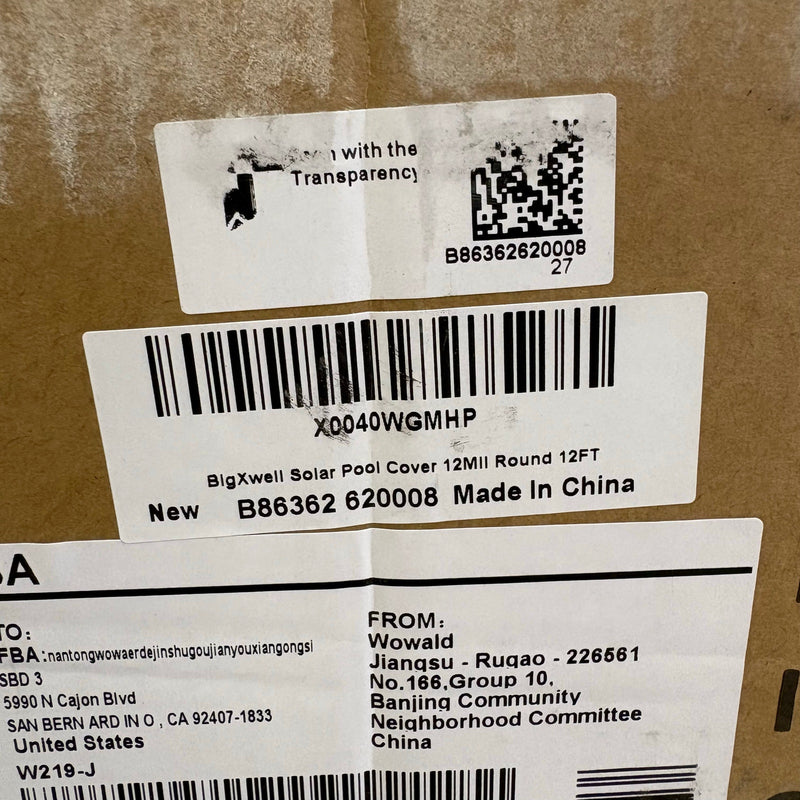 with the
Transparency
B86362620008
27
X0040WGMHP
BigXwell Solar Pool Cover 12Mil Round 12FT
New B86362 620008 Made In China
BA
TO:
FBA:nantongwowaerdejinshugoujianyouxiangongsi
SBD 3
5990 N Cajon Blvd
SAN BERN ARD IN O , CA 92407-1833
United States
W219-J
FROM:
Wowald
Jiangsu - Rugao - 226561
No.166,Group 10,
Banjing Community
Neighborhood Committee
China